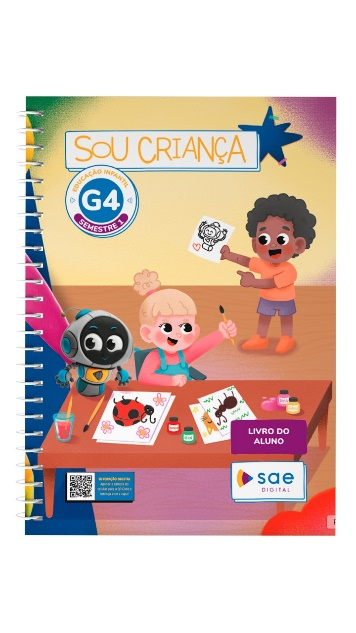 SOU CRIANÇA
EDUCAÇÃO INFANTIL
G4
SEMESTRE 1
LIVRO DO
ALUNO
sae
DIGITAL